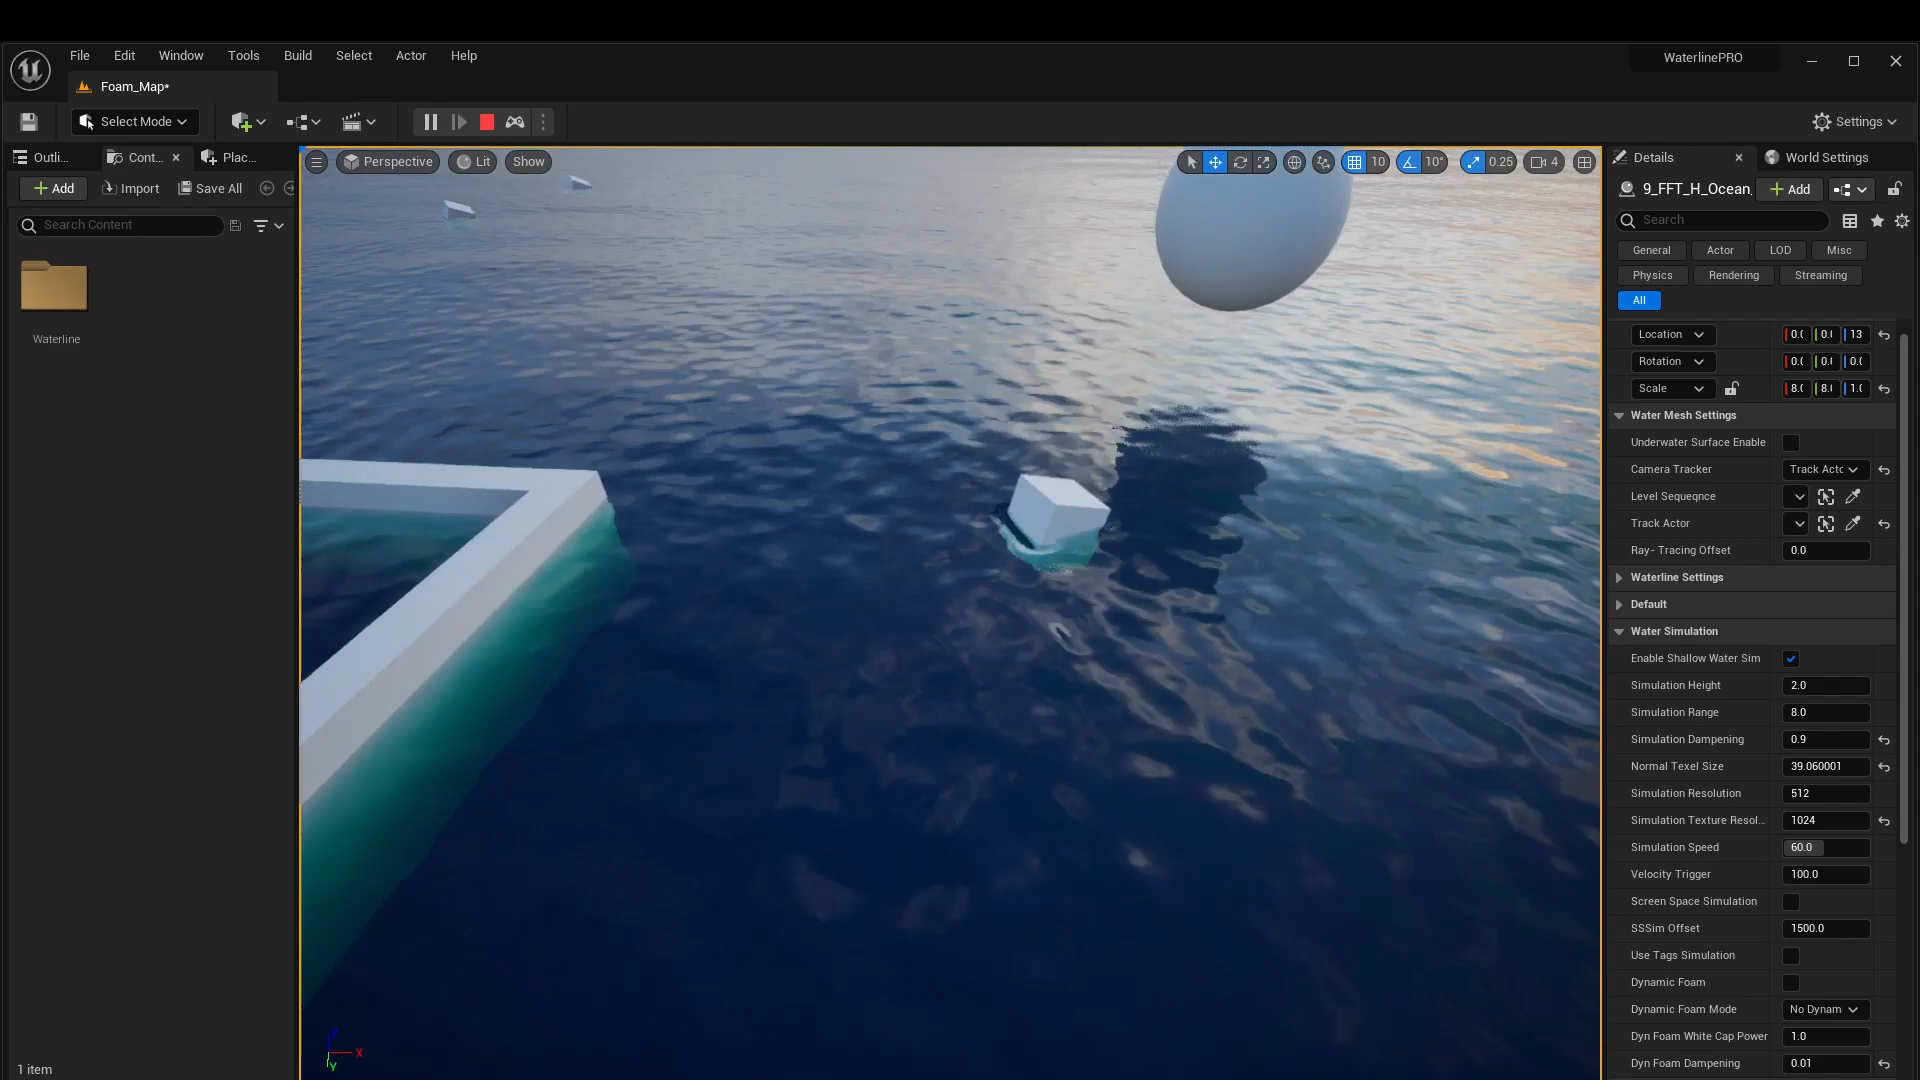 File Edit Window Tools Build Select Actor Help
WaterlinePRO
Foam_Map*
Select Mode
Settings
Outli...
Cont...
Plac...
Perspective
Lit
Show
10
10°
0.25
4
Details
World Settings
Add
Import
Save All
9_FFT_H_Ocean
Add
Search Content
Search
General
Actor
LOD
Misc
Physics
Rendering
Streaming
All
Waterline
Location 13
Rotation
Scale
Water Mesh Settings
Underwater Surface Enable
Camera Tracker Track Actc
Level Sequeqnce
Track Actor
Ray- Tracing Offset 0.0
Waterline Settings
Default
Water Simulation
Enable Shallow Water Sim
Simulation Height 2.0
Simulation Range 8.0
Simulation Dampening 0.9
Normal Texel Size 39.060001
Simulation Resolution 512
Simulation Texture Resol... 1024
Simulation Speed 60.0
Velocity Trigger 100.0
Screen Space Simulation
SSSim Offset 1500.0
Use Tags Simulation
Dynamic Foam
Dynamic Foam Mode No Dynam
Dyn Foam White Cap Power 1.0
Dyn Foam Dampening 0.01
X
Y
1 item